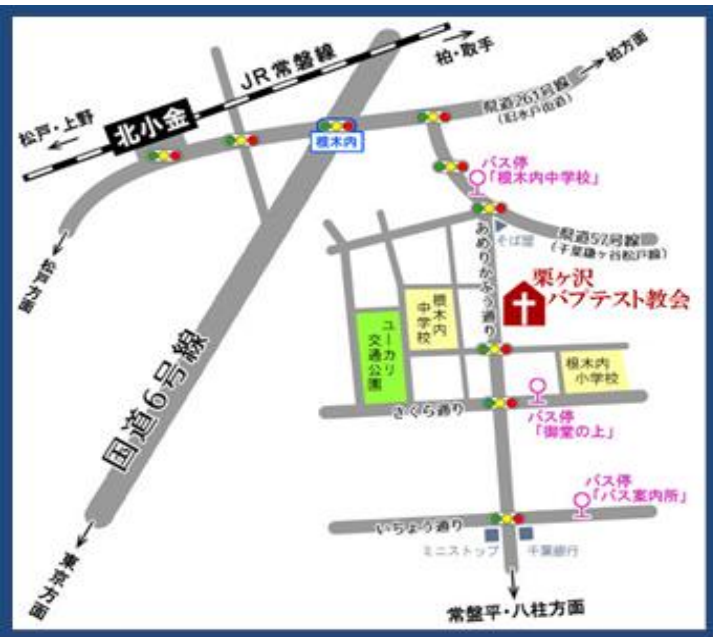 JR常磐線
柏・取手
松戸・上野
北小金
根木内
県道261号線
(旧水戸街道)
柏方面
松戸方面
バス停
「根木内中学校」
そば屋
県道57号線
(千葉鎌ヶ谷松戸線)
あめりかふう通り
栗ヶ沢
バプテスト教会
根木内
中学校
ユーカリ
交通公園
根木内
小学校
国道6号線
さくら通り
バス停
「御堂の上」
バス停
「バス案内所」
いちょう通り
ミニストップ
千葉銀行
東京方面
常盤平・八柱方面